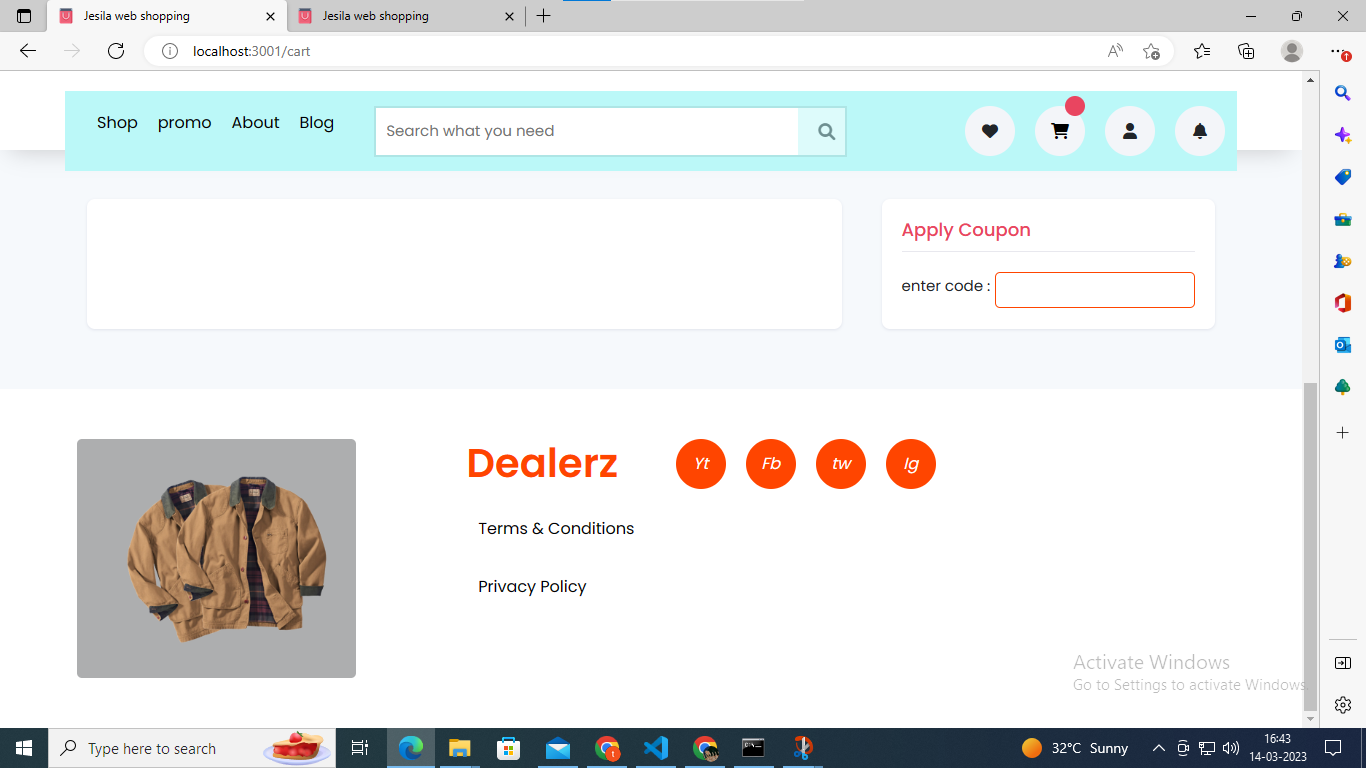 Jesila web shopping
Jesila web shopping
localhost:3001/cart
Shop promo About Blog
Search what you need
Apply Coupon
enter code :
Dealerz
Yt Fb tw Ig
Terms & Conditions
Privacy Policy
Activate Windows
Go to Settings to activate Windows.
Type here to search
32°C Sunny
16:43
14-03-2023